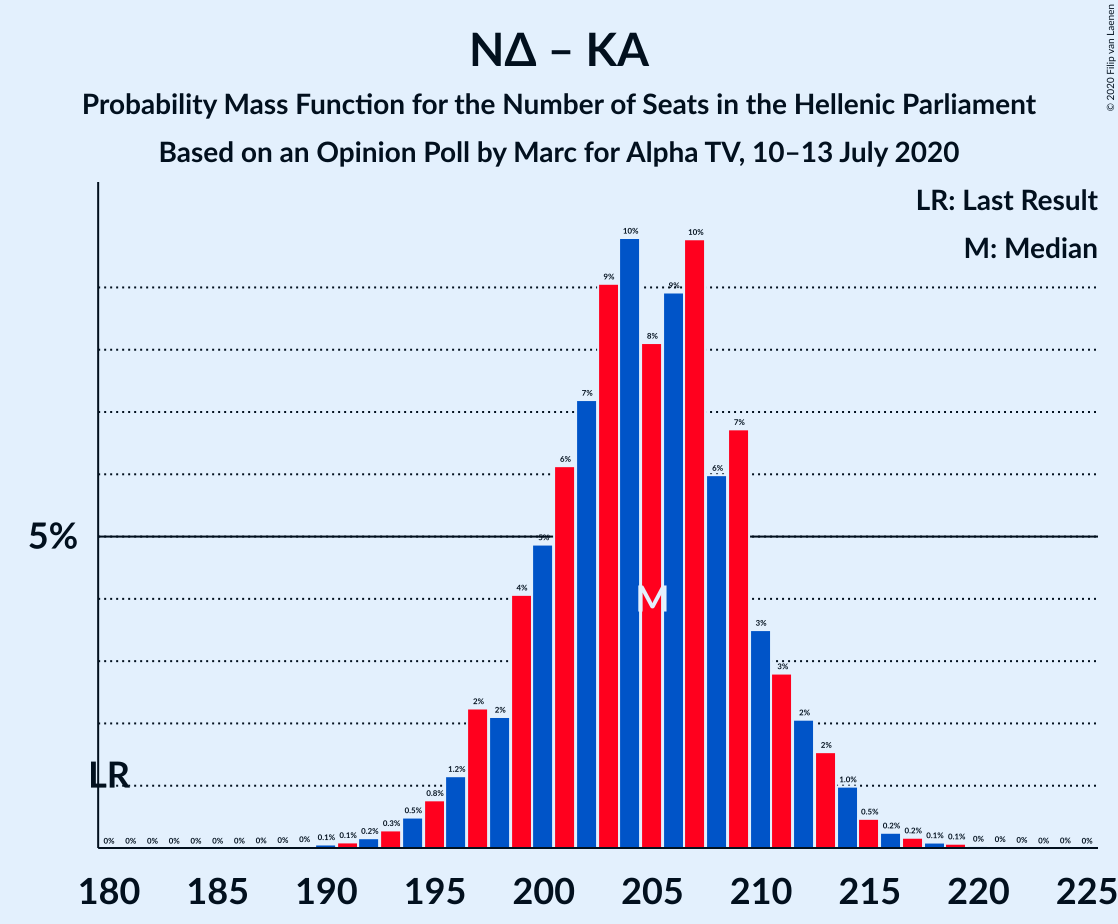 ΝΔ – ΚΑ
Probability Mass Function for the Number of Seats in the Hellenic Parliament
Based on an Opinion Poll by Marc for Alpha TV, 10–13 July 2020
© 2020 Filip van Laenen
LR: Last Result
M: Median
5%
LR
M
0% 0% 0% 0% 0% 0% 0% 0% 0% 0% 0.1% 0.1% 0.2% 0.3% 0.5% 0.8% 1.2% 2% 2% 4% 5% 6% 7% 9% 10% 8% 9% 10% 6% 7% 3% 3% 2% 2% 1.0% 0.5% 0.2% 0.2% 0.1% 0.1% 0% 0% 0% 0% 0% 0%
180 185 190 195 200 205 210 215 220 225